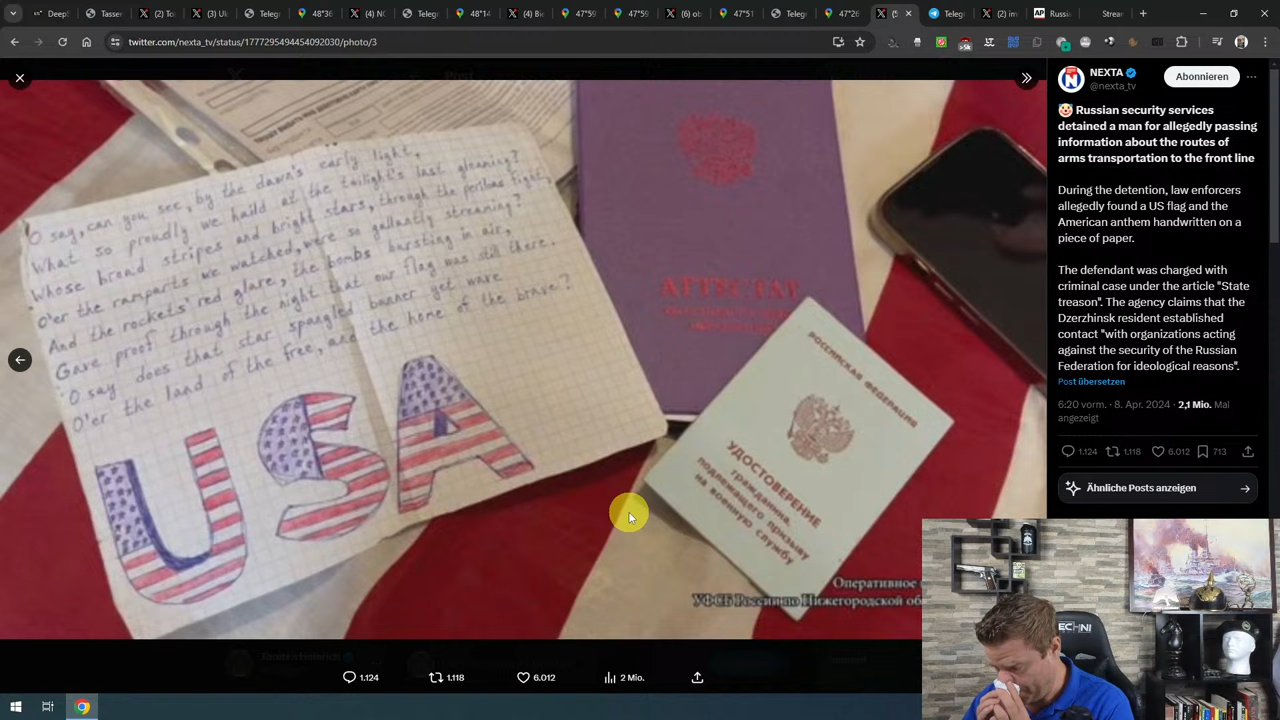 twitter.com/nexta_tv/status/1777295494454092030/photo/3
NEXTA
@nexta_tv
Abonnieren
🤡 Russian security services
detained a man for allegedly passing
information about the routes of
arms transportation to the front line
During the detention, law enforcers
allegedly found a US flag and the
American anthem handwritten on a
piece of paper.
The defendant was charged with
criminal case under the article "State
treason". The agency claims that the
Dzerzhinsk resident established
contact "with organizations acting
against the security of the Russian
Federation for ideological reasons".
Post übersetzen
6:20 vorm. · 8. Apr. 2024 · 2,1 Mio. Mal
angezeigt
1.124 1.118 6.012 713
Ähnliche Posts anzeigen
O say, can you see, by the dawn's early light,
What so proudly we haild at the twilight's last gleaming?
Whose broad stripes and bright stars, through the perilous fight
O'er the ramparts we watched, were so gallantly streaming?
And the rockets' red glare, the bombs bursting in air,
Gave proof through the night that our flag was still there.
O say does that star spangled banner yet wave
O'er the land of the free, and the home of the brave?
USA
АТТЕСТАТ
РОССИЙСКАЯ ФЕДЕРАЦИЯ
УДОСТОВЕРЕНИЕ
гражданина,
подлежащего призыву
на военную службу
Оперативное
УФСБ России по Нижегородской об
1.124 1.118 6.012 2 Mio.
TECHNI